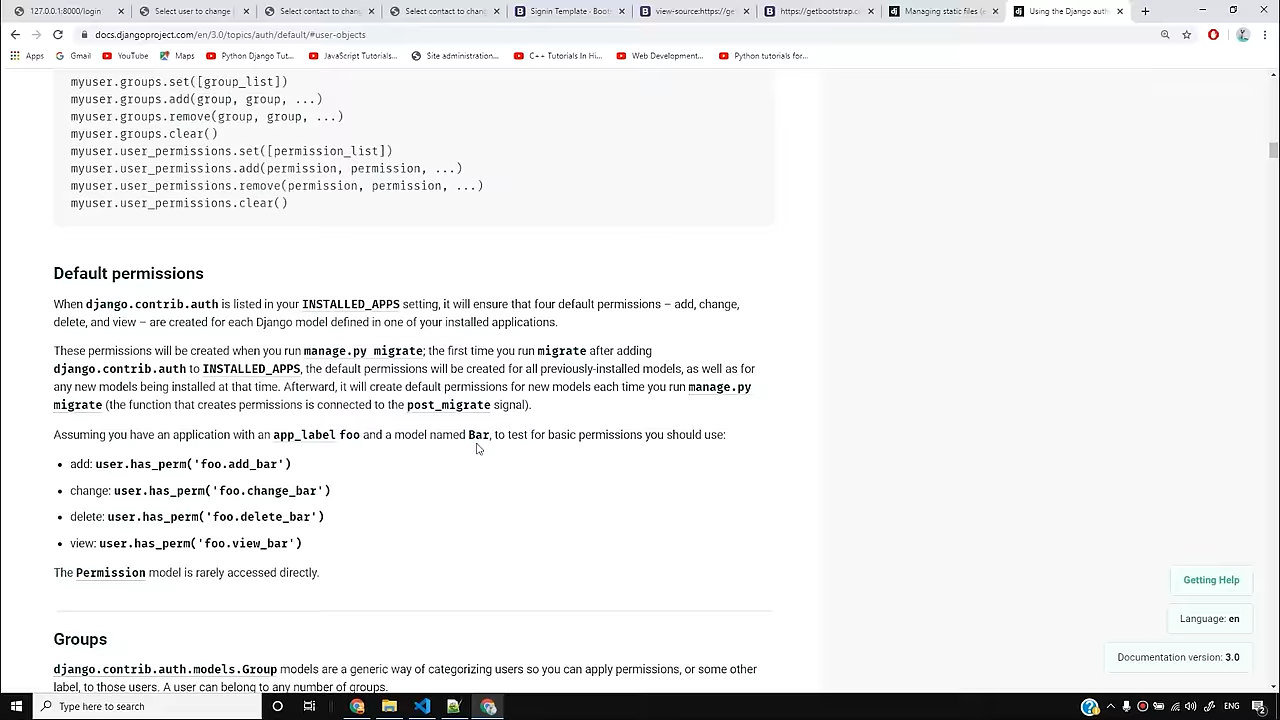 127.0.0.1:8000/login
Select user to change
Select contact to chang
Select contact to chang
Signin Template · Boots
view-source:https://get
https://getbootstrap.c
Managing static files (e
Using the Django auth
docs.djangoproject.com/en/3.0/topics/auth/default/#user-objects
Apps
Gmail
YouTube
Maps
Python Django Tut...
JavaScript Tutorials...
Site administration...
C++ Tutorials In Hi...
Web Development...
Python tutorials for...
myuser.groups.set([group_list])
myuser.groups.add(group, group, ...)
myuser.groups.remove(group, group, ...)
myuser.groups.clear()
myuser.user_permissions.set([permission_list])
myuser.user_permissions.add(permission, permission, ...)
myuser.user_permissions.remove(permission, permission, ...)
myuser.user_permissions.clear()
Default permissions
When django.contrib.auth is listed in your INSTALLED_APPS setting, it will ensure that four default permissions – add, change,
delete, and view – are created for each Django model defined in one of your installed applications.
These permissions will be created when you run manage.py migrate; the first time you run migrate after adding
django.contrib.auth to INSTALLED_APPS, the default permissions will be created for all previously-installed models, as well as for
any new models being installed at that time. Afterward, it will create default permissions for new models each time you run manage.py
migrate (the function that creates permissions is connected to the post_migrate signal).
Assuming you have an application with an app_label foo and a model named Bar, to test for basic permissions you should use:
• add: user.has_perm('foo.add_bar')
• change: user.has_perm('foo.change_bar')
• delete: user.has_perm('foo.delete_bar')
• view: user.has_perm('foo.view_bar')
The Permission model is rarely accessed directly.
Groups
django.contrib.auth.models.Group models are a generic way of categorizing users so you can apply permissions, or some other
label, to those users. A user can belong to any number of groups.
Getting Help
Language: en
Documentation version: 3.0
Type here to search
ENG